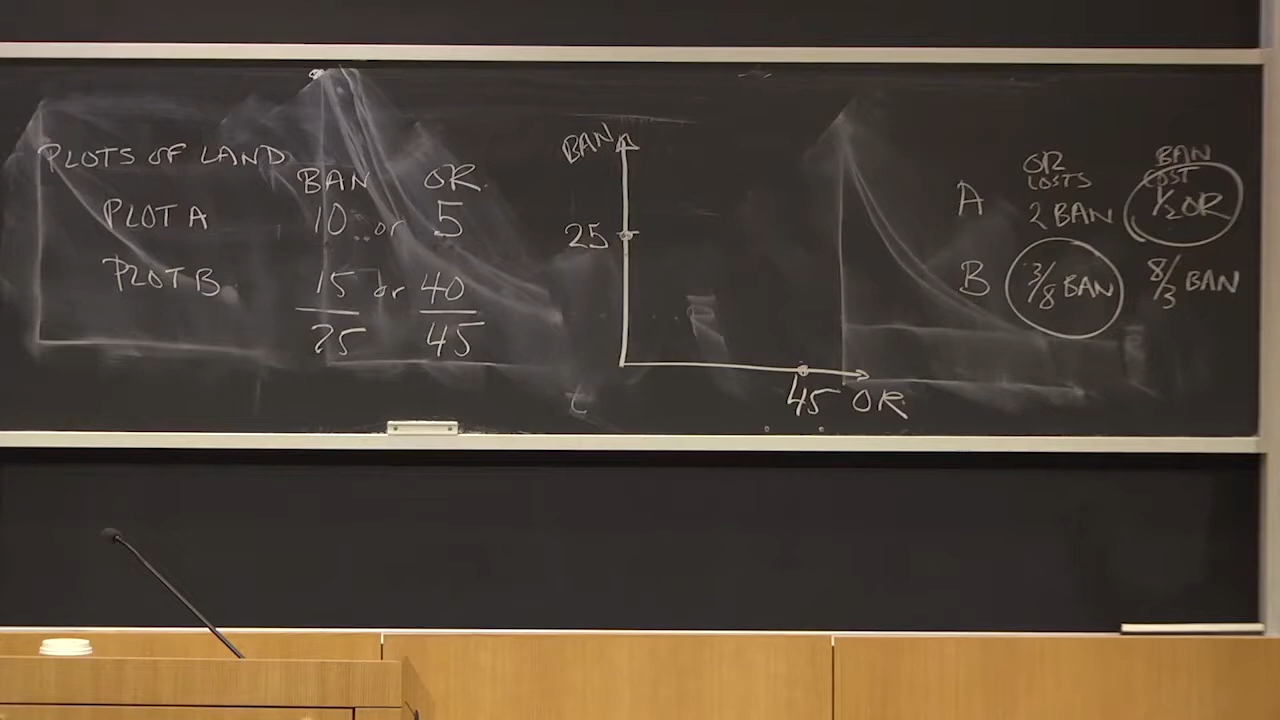 PLOTS OF LAND
BAN OR.
PLOT A 10 or 5
PLOT B 15 or 40
25 45
BAN
25
45 OR.
OR COSTS
BAN COST
A 2 BAN 1/2 OR
B 3/8 BAN 8/3 BAN